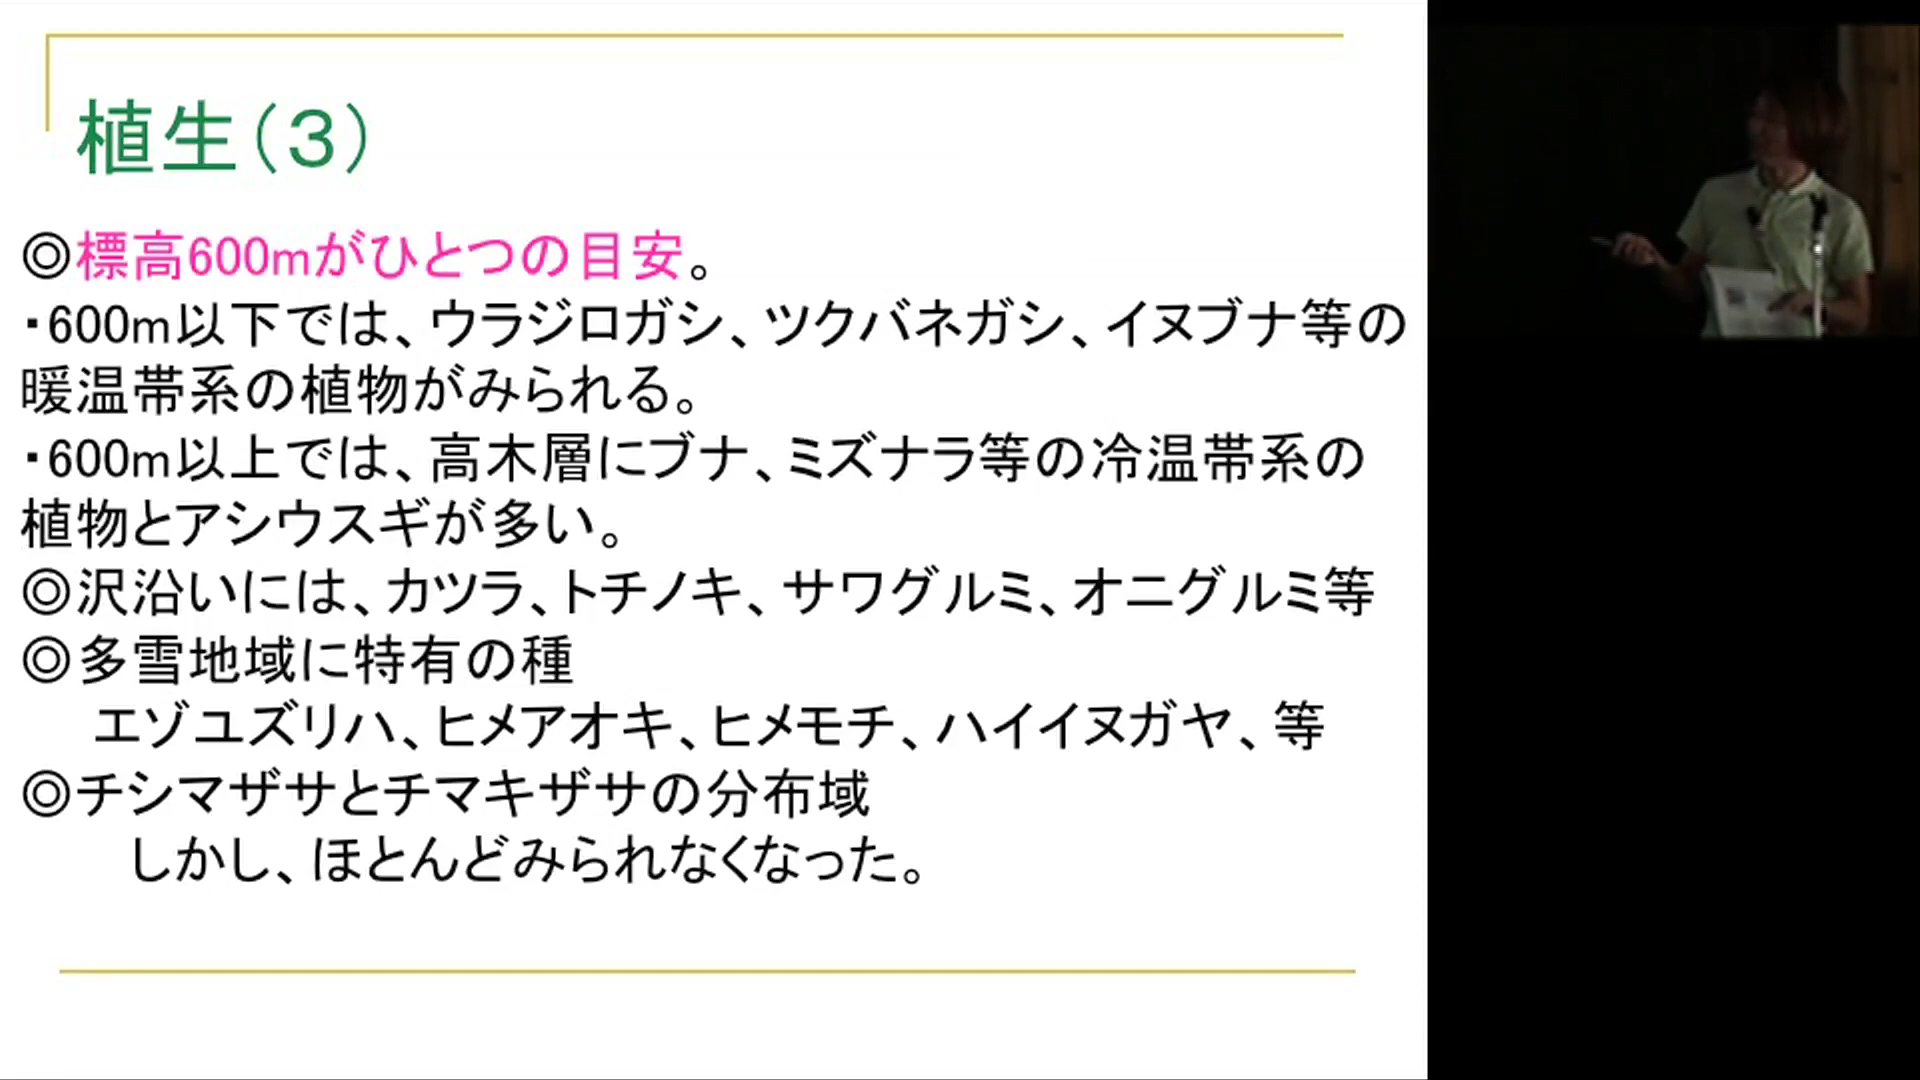 植生（３）
◎標高600mがひとつの目安。
・600m以下では、ウラジロガシ、ツクバネガシ、イヌブナ等の
暖温帯系の植物がみられる。
・600m以上では、高木層にブナ、ミズナラ等の冷温帯系の
植物とアシウスギが多い。
◎沢沿いには、カツラ、トチノキ、サワグルミ、オニグルミ等
◎多雪地域に特有の種
エゾユズリハ、ヒメアオキ、ヒメモチ、ハイイヌガヤ、等
◎チシマザサとチマキザサの分布域
しかし、ほとんどみられなくなった。